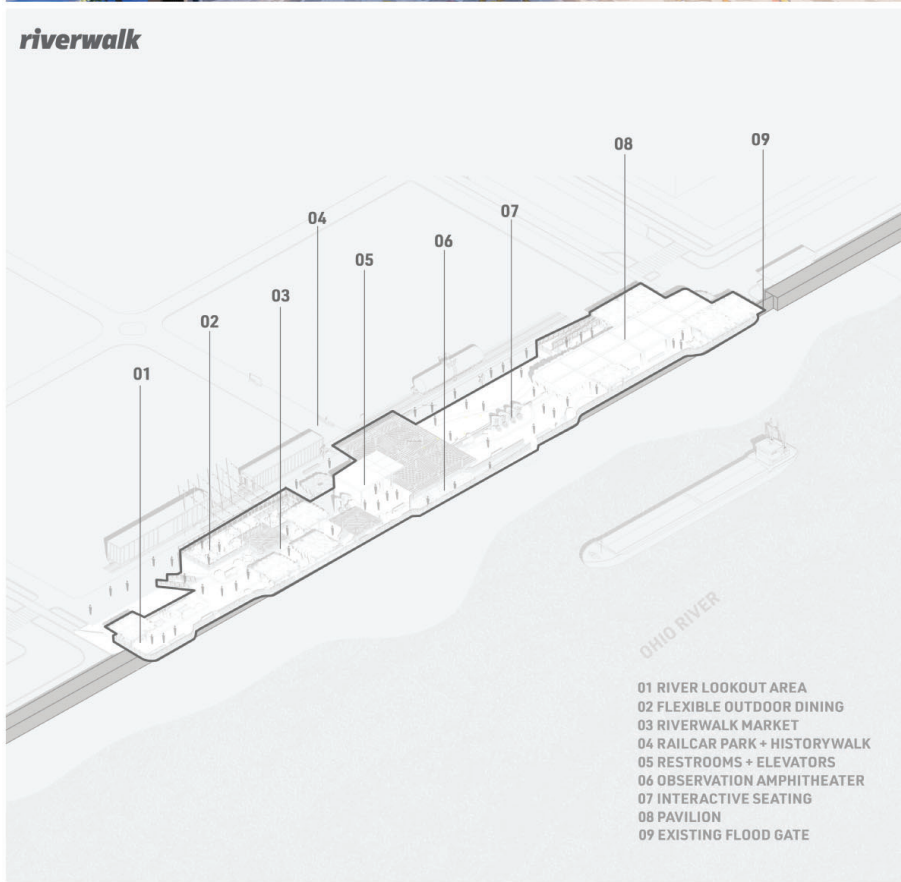 riverwalk
09
08
07
04
06
05
03
02
01
OHIO RIVER
01 RIVER LOOKOUT AREA
02 FLEXIBLE OUTDOOR DINING
03 RIVERWALK MARKET
04 RAILCAR PARK + HISTORYWALK
05 RESTROOMS + ELEVATORS
06 OBSERVATION AMPHITHEATER
07 INTERACTIVE SEATING
08 PAVILION
09 EXISTING FLOOD GATE